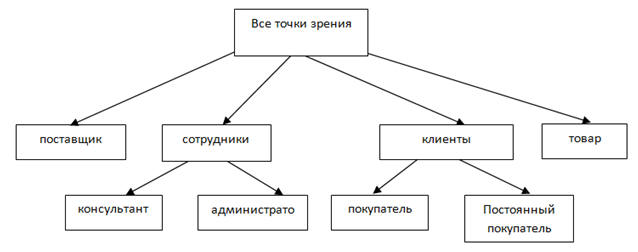 Все точки зрения
поставщик
сотрудники
клиенты
товар
консультант
администрато
покупатель
Постоянный
покупатель